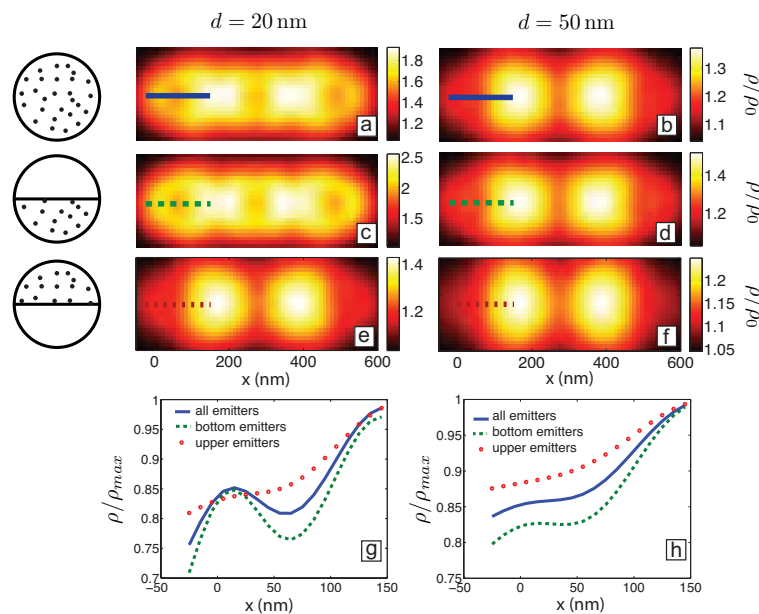 d = 20 nm
d = 50 nm
1.8
1.6
1.4
1.2
a
1.3
1.2
1.1
b
ρ/ρ0
2.5
2
1.5
c
1.4
1.2
d
ρ/ρ0
1.4
1.2
e
1.2
1.15
1.1
1.05
f
ρ/ρ0
0 200 400 600
x (nm)
0 200 400 600
x (nm)
ρ/ρmax
1
0.95
0.9
0.85
0.8
0.75
0.7
all emitters
bottom emitters
upper emitters
g
-50 0 50 100 150
x (nm)
ρ/ρmax
1
0.95
0.9
0.85
0.8
0.75
all emitters
bottom emitters
upper emitters
h
-50 0 50 100 150
x (nm)